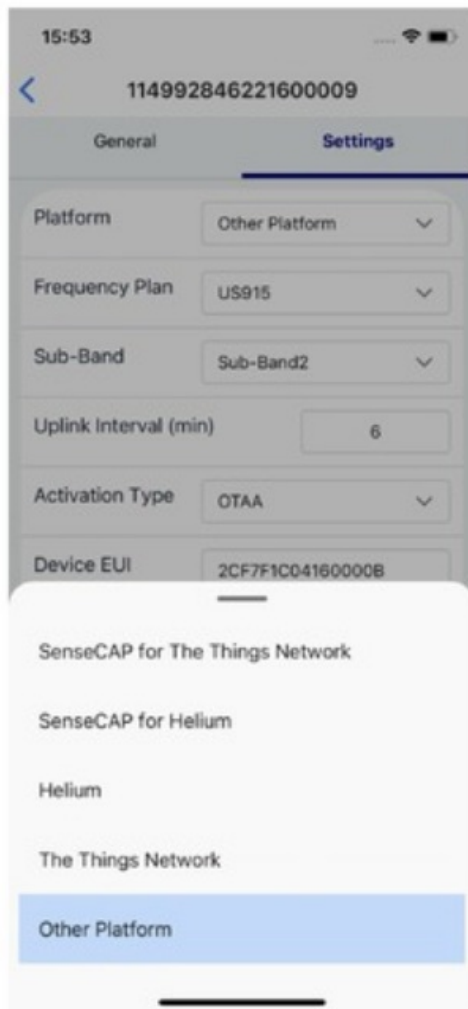 15:53
114992846221600009
General Settings
Platform Other Platform
Frequency Plan US915
Sub-Band Sub-Band2
Uplink Interval (min) 6
Activation Type OTAA
Device EUI 2CF7F1C04160000B
SenseCAP for The Things Network
SenseCAP for Helium
Helium
The Things Network
Other Platform